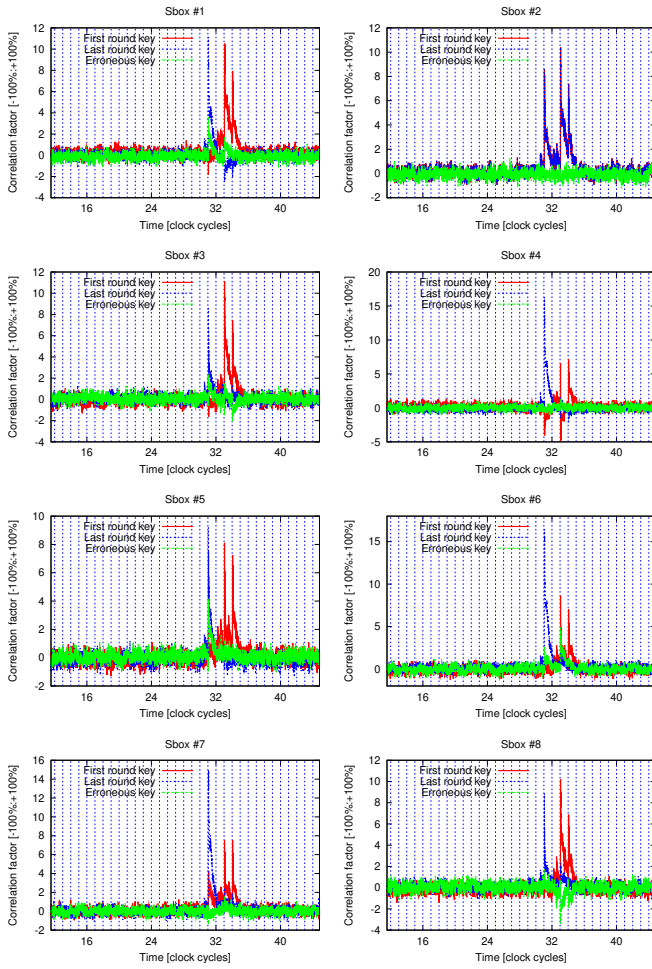 Sbox #1
Correlation factor [-100%:+100%]
12
10
8
6
4
2
0
-2
-4
First round key
Last round key
Erroneous key
16
24
32
40
Time [clock cycles]
Sbox #2
Correlation factor [-100%:+100%]
12
10
8
6
4
2
0
-2
First round key
Last round key
Erroneous key
16
24
32
40
Time [clock cycles]
Sbox #3
Correlation factor [-100%:+100%]
12
10
8
6
4
2
0
-2
-4
First round key
Last round key
Erroneous key
16
24
32
40
Time [clock cycles]
Sbox #4
Correlation factor [-100%:+100%]
20
15
10
5
0
-5
First round key
Last round key
Erroneous key
16
24
32
40
Time [clock cycles]
Sbox #5
Correlation factor [-100%:+100%]
10
8
6
4
2
0
-2
First round key
Last round key
Erroneous key
16
24
32
40
Time [clock cycles]
Sbox #6
Correlation factor [-100%:+100%]
15
10
5
0
First round key
Last round key
Erroneous key
16
24
32
40
Time [clock cycles]
Sbox #7
Correlation factor [-100%:+100%]
16
14
12
10
8
6
4
2
0
-2
First round key
Last round key
Erroneous key
16
24
32
40
Time [clock cycles]
Sbox #8
Correlation factor [-100%:+100%]
12
10
8
6
4
2
0
-2
-4
First round key
Last round key
Erroneous key
16
24
32
40
Time [clock cycles]